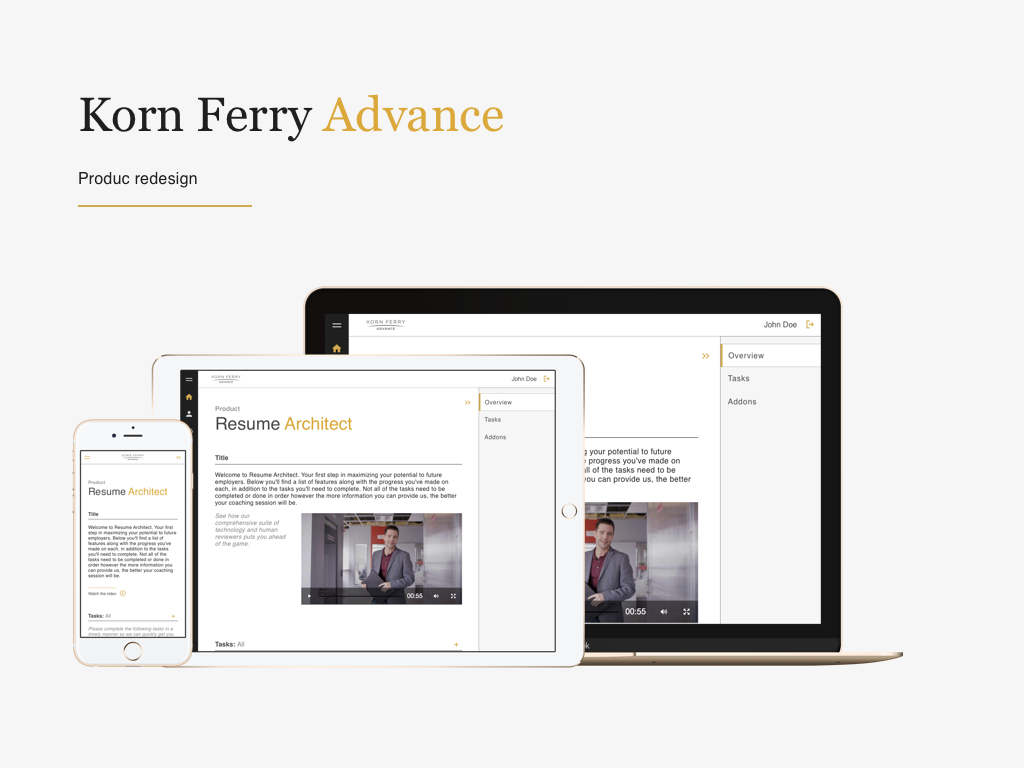 Korn Ferry Advance
Produc redesign
KORN FERRY
ADVANCE
John Doe
Overview
Tasks
Addons
g your potential to future
e progress you've made on
all of the tasks need to be
you can provide us, the better
00:55
KORN FERRY
ADVANCE
John Doe
Product
Resume Architect
Overview
Tasks
Addons
Title
Welcome to Resume Architect. Your first step in maximizing your potential to future
employers. Below you'll find a list of features along with the progress you've made on
each, in addition to the tasks you'll need to complete. Not all of the tasks need to be
completed or done in order however the more information you can provide us, the better
your coaching session will be.
See how our
comprehensive suite of
technology and human
reviewers puts you ahead
of the game.
00:55
Tasks: All
KORN FERRY
Product
Resume Architect
Title
Welcome to Resume Architect. Your first
step in maximizing your potential to future
employers. Below you'll find a list of
features along with the progress you've
made on each, in addition to the tasks
you'll need to complete. Not all of the
tasks need to be completed or done in
order however the more information you
can provide us, the better your coaching
session will be.
Watch the video
Tasks: All
Please complete the following tasks in a
timely manner so we can quickly get you